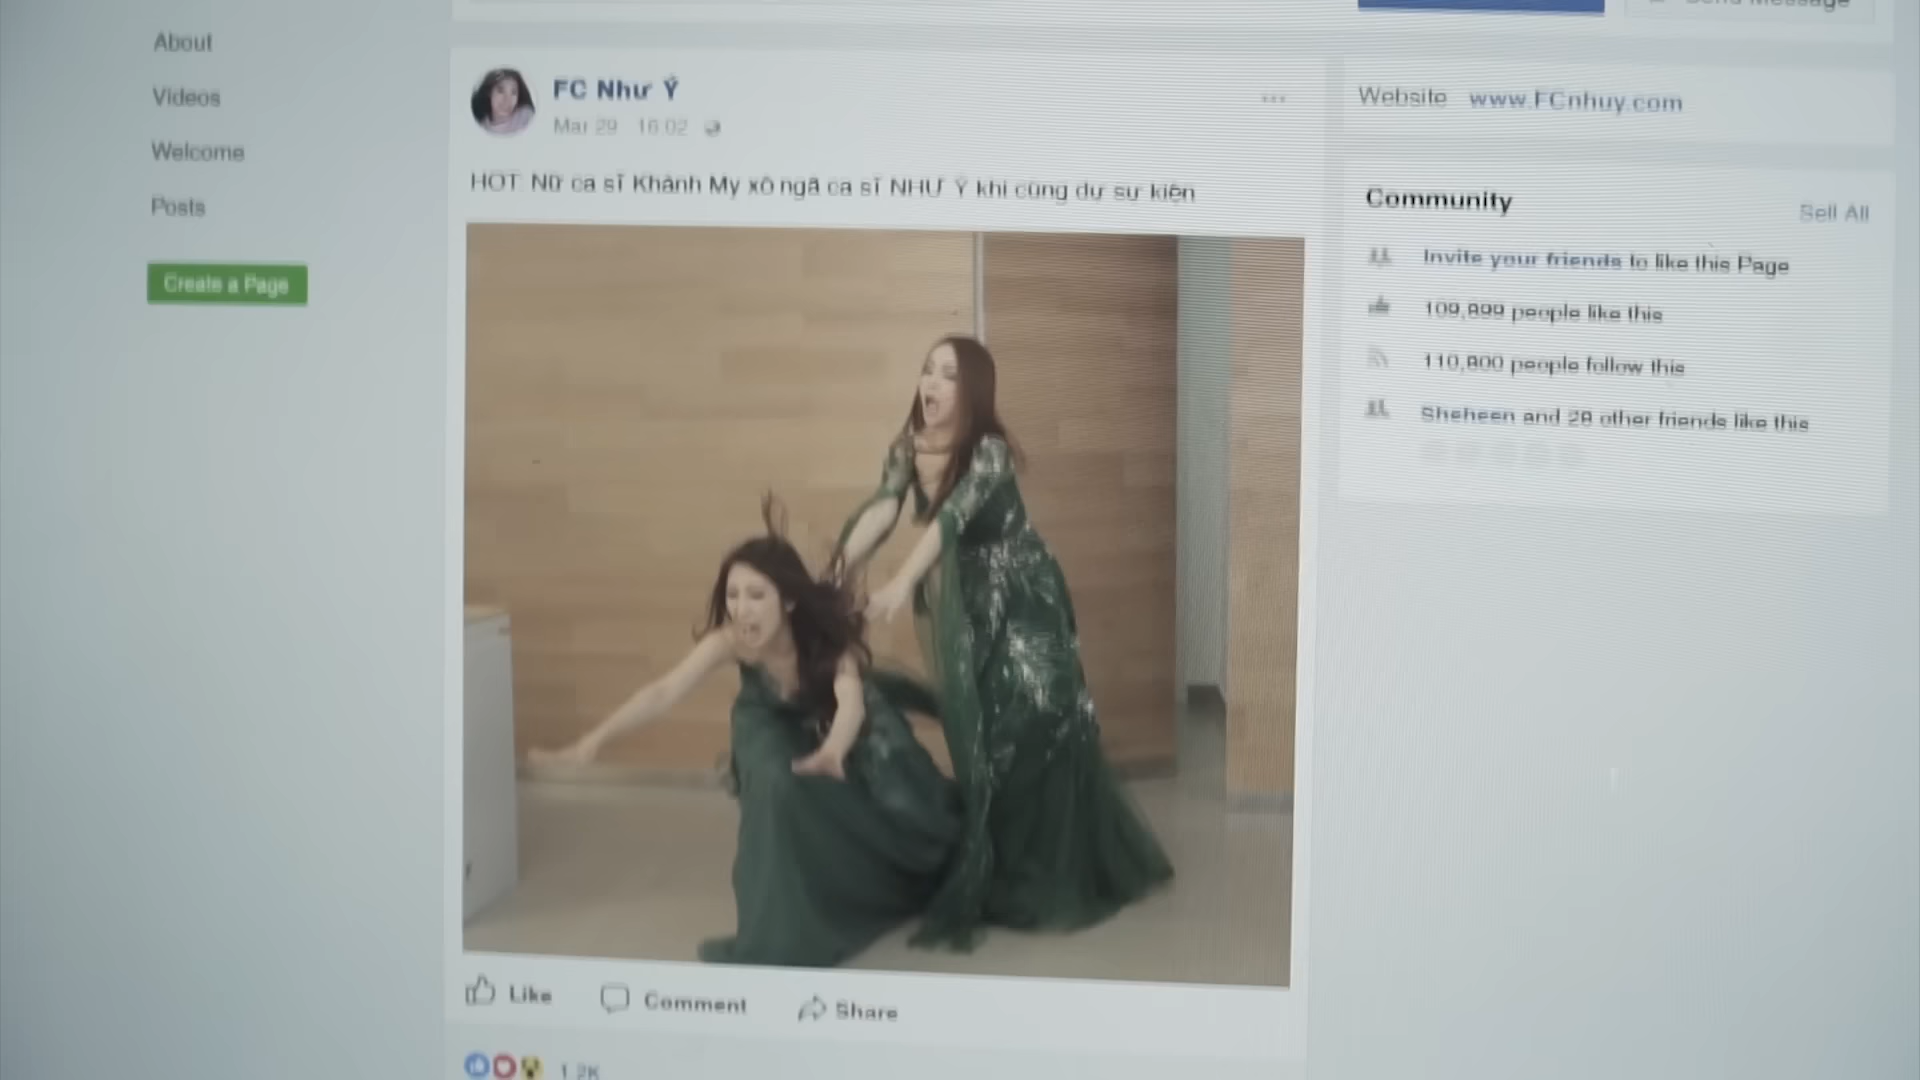 About
Videos
Welcome
Posts
Create a Page
FC Như Ý
Mar 29 16:02
HOT: Nữ ca sĩ Khánh My xô ngã ca sĩ NHƯ Ý khi cùng dự sự kiện
Like
Comment
Share
1.2K
Send Message
Website www.FCnhuy.com
Community
Sell All
Invite your friends to like this Page
109,899 people like this
110,800 people follow this
Sheheen and 28 other friends like this